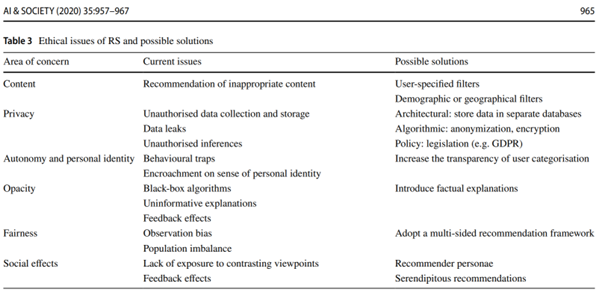 AI & SOCIETY (2020) 35:957–967 965
Table 3 Ethical issues of RS and possible solutions
Area of concern Current issues Possible solutions
Content Recommendation of inappropriate content User-specified filters
Demographic or geographical filters
Privacy Unauthorised data collection and storage Architectural: store data in separate databases
Data leaks Algorithmic: anonymization, encryption
Unauthorised inferences Policy: legislation (e.g. GDPR)
Autonomy and personal identity Behavioural traps Increase the transparency of user categorisation
Encroachment on sense of personal identity
Opacity Black-box algorithms Introduce factual explanations
Uninformative explanations
Feedback effects
Fairness Observation bias Adopt a multi-sided recommendation framework
Population imbalance
Social effects Lack of exposure to contrasting viewpoints Recommender personae
Feedback effects Serendipitous recommendations